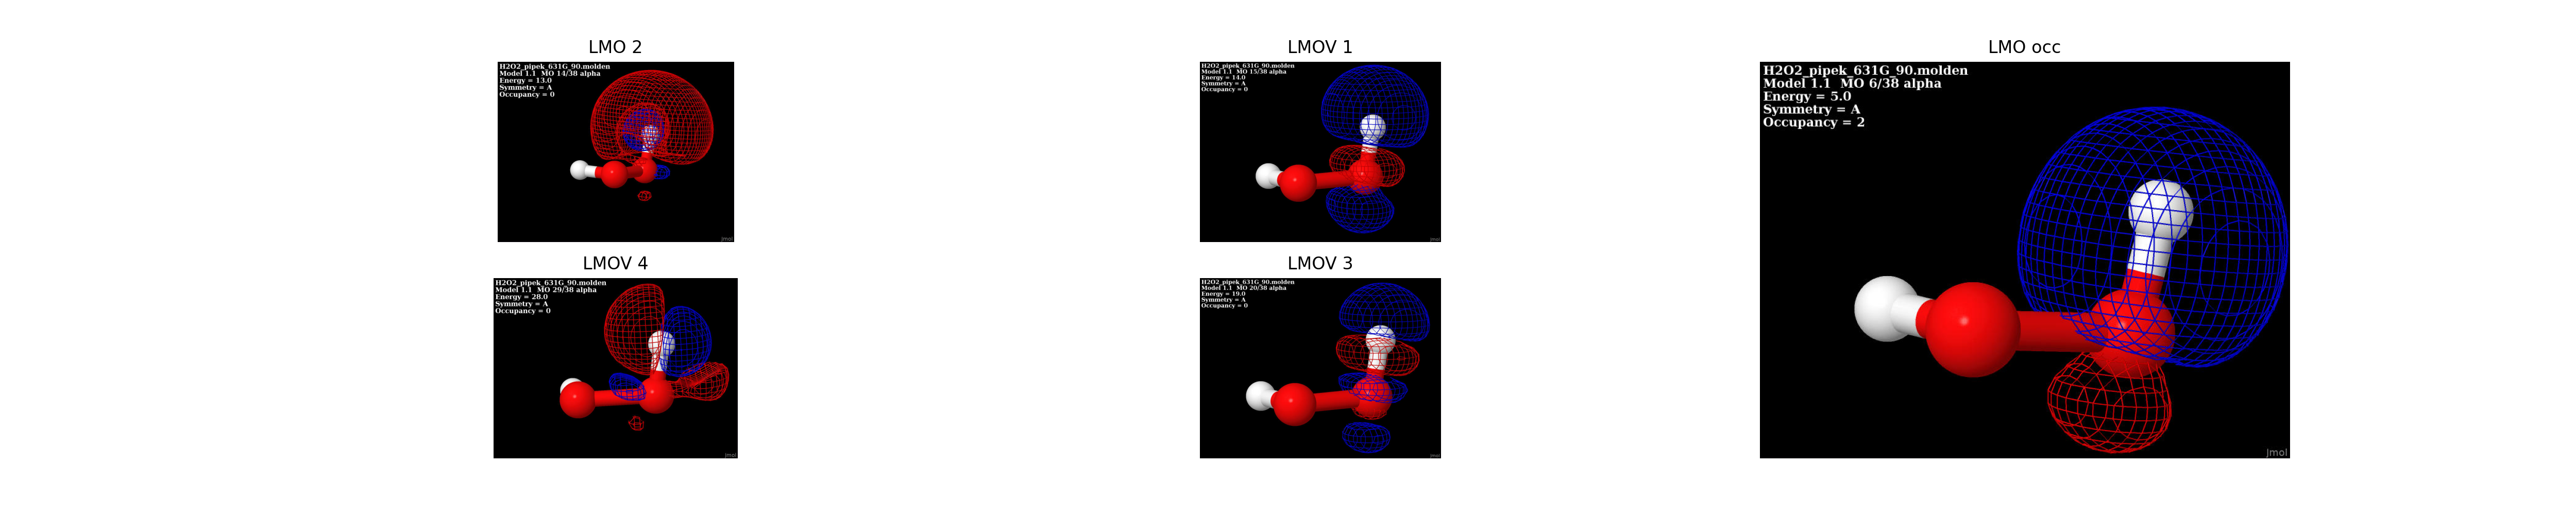 LMO 2
H2O2_pipek_631G_90.molden
Model 1.1 MO 14/38 alpha
Energy = 13.0
Symmetry = A
Occupancy = 0
Jmol
LMOV 1
H2O2_pipek_631G_90.molden
Model 1.1 MO 15/38 alpha
Energy = 14.0
Symmetry = A
Occupancy = 0
Jmol
LMO occ
H2O2_pipek_631G_90.molden
Model 1.1 MO 6/38 alpha
Energy = 5.0
Symmetry = A
Occupancy = 2
Jmol
LMOV 4
H2O2_pipek_631G_90.molden
Model 1.1 MO 29/38 alpha
Energy = 28.0
Symmetry = A
Occupancy = 0
Jmol
LMOV 3
H2O2_pipek_631G_90.molden
Model 1.1 MO 20/38 alpha
Energy = 19.0
Symmetry = A
Occupancy = 0
Jmol